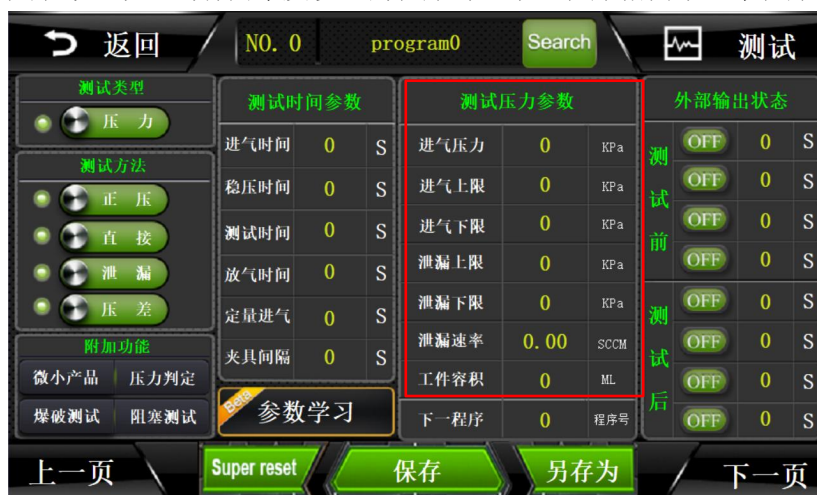 返回
NO. 0
program0
Search
测试
测试类型
压 力
测试方法
正 压
直 接
泄 漏
压 差
附加功能
微小产品 压力判定
爆破测试 阻塞测试
测试时间参数
进气时间 0 S
稳压时间 0 S
测试时间 0 S
放气时间 0 S
定量进气 0 S
夹具间隔 0 S
Beta
参数学习
测试压力参数
进气压力 0 KPa
进气上限 0 KPa
进气下限 0 KPa
泄漏上限 0 KPa
泄漏下限 0 KPa
泄漏速率 0.00 SCCM
工件容积 0 ML
下一程序 0 程序号
外部输出状态
测试前
OFF 0 S
OFF 0 S
OFF 0 S
OFF 0 S
测试后
OFF 0 S
OFF 0 S
OFF 0 S
OFF 0 S
上一页
Super reset
保存
另存为
下一页